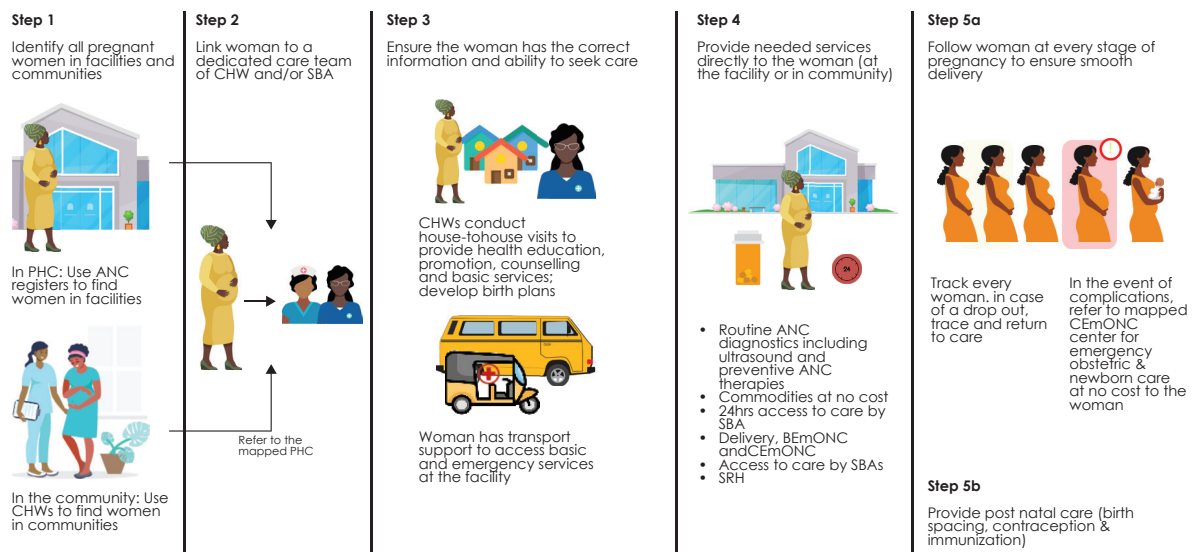 Step 1
Identify all pregnant
women in facilities and
communities
In PHC: Use ANC
registers to find
women in facilities
In the community: Use
CHWs to find women
in communities
Step 2
Link woman to a
dedicated care team
of CHW and/or SBA
Refer to the
mapped PHC
Step 3
Ensure the woman has the correct
information and ability to seek care
CHWs conduct
house-tohouse visits to
provide health education,
promotion, counselling
and basic services;
develop birth plans
Woman has transport
support to access basic
and emergency services
at the facility
Step 4
Provide needed services
directly to the woman (at
the facility or in community)
24
• Routine ANC
diagnostics including
ultrasound and
preventive ANC
therapies
• Commodities at no cost
• 24hrs access to care by
SBA
• Delivery, BEmONC
andCEmONC
• Access to care by SBAs
• SRH
Step 5a
Follow woman at every stage of
pregnancy to ensure smooth
delivery
!
Track every
woman. in case
of a drop out,
trace and return
to care
In the event of
complications,
refer to mapped
CEmONC
center for
emergency
obstetric &
newborn care
at no cost to the
woman
Step 5b
Provide post natal care (birth
spacing, contraception &
immunization)